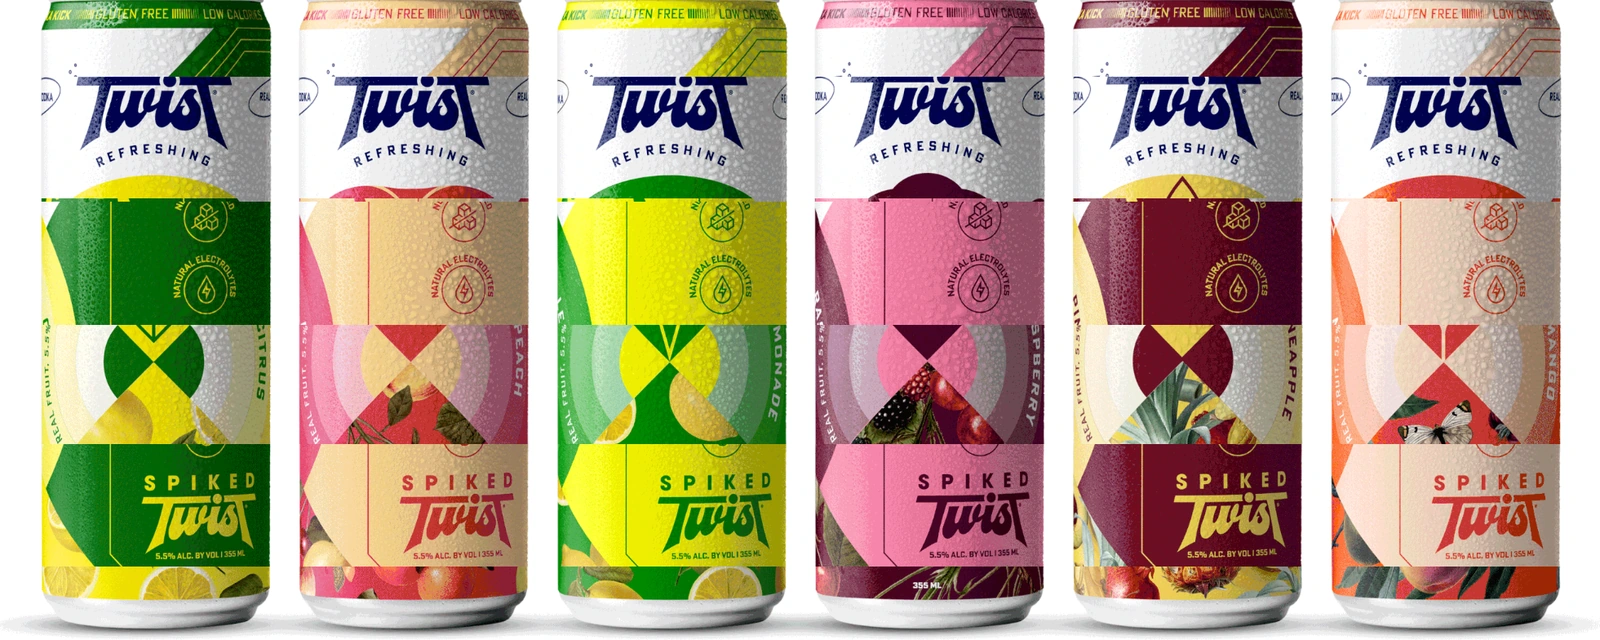 GLUTEN FREE LOW CALORIES
Twist
REFRESHING
NATURAL ELECTROLYTES
REAL FRUIT. 5.5%
CITRUS
SPIKED
Twist
5.5% ALC. BY VOL | 355 ML
KICK GLUTEN FREE LOW CALORIES
Twist
REFRESHING
NATURAL ELECTROLYTES
REAL FRUIT. 5.5%
PEACH
SPIKED
Twist
5.5% ALC. BY VOL | 355 ML
KICK GLUTEN FREE LOW CALORIES
Twist
REFRESHING
NATURAL ELECTROLYTES
REAL FRUIT. 5.5%
MONADE
SPIKED
Twist
5.5% ALC. BY VOL | 355 ML
KICK GLUTEN FREE LOW CALORIES
Twist
REFRESHING
NATURAL ELECTROLYTES
REAL FRUIT. 5.5%
SPBERRY
SPIKED
Twist
5.5% ALC. BY VOL | 355 ML
355 ML
KICK GLUTEN FREE LOW CALORIES
Twist
REFRESHING
NATURAL ELECTROLYTES
REAL FRUIT. 5.5%
NEAPPLE
SPIKED
Twist
5.5% ALC. BY VOL | 355 ML
KICK GLUTEN FREE LOW CALORIES
Twist
REFRESHING
NATURAL ELECTROLYTES
REAL FRUIT. 5.5%
MANGO
SPIKED
Twist
5.5% ALC. BY VOL | 355 ML